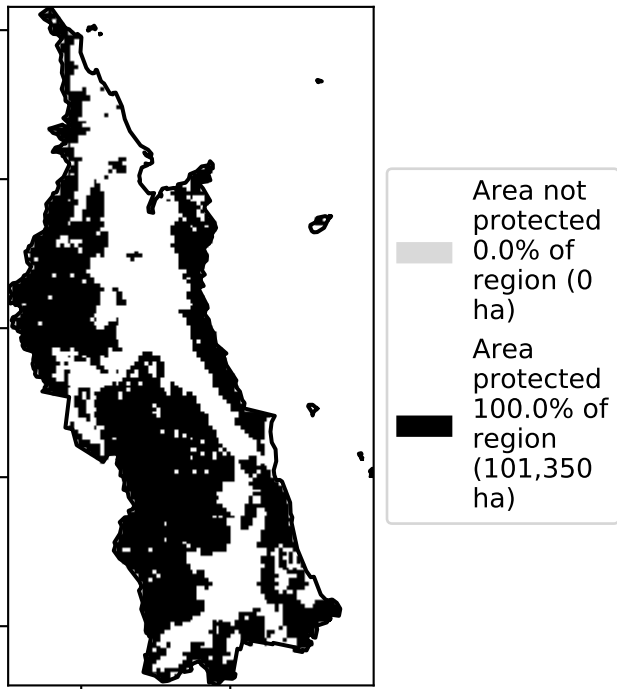 Area not
protected
0.0% of
region (0
ha)
Area
protected
100.0% of
region
(101,350
ha)